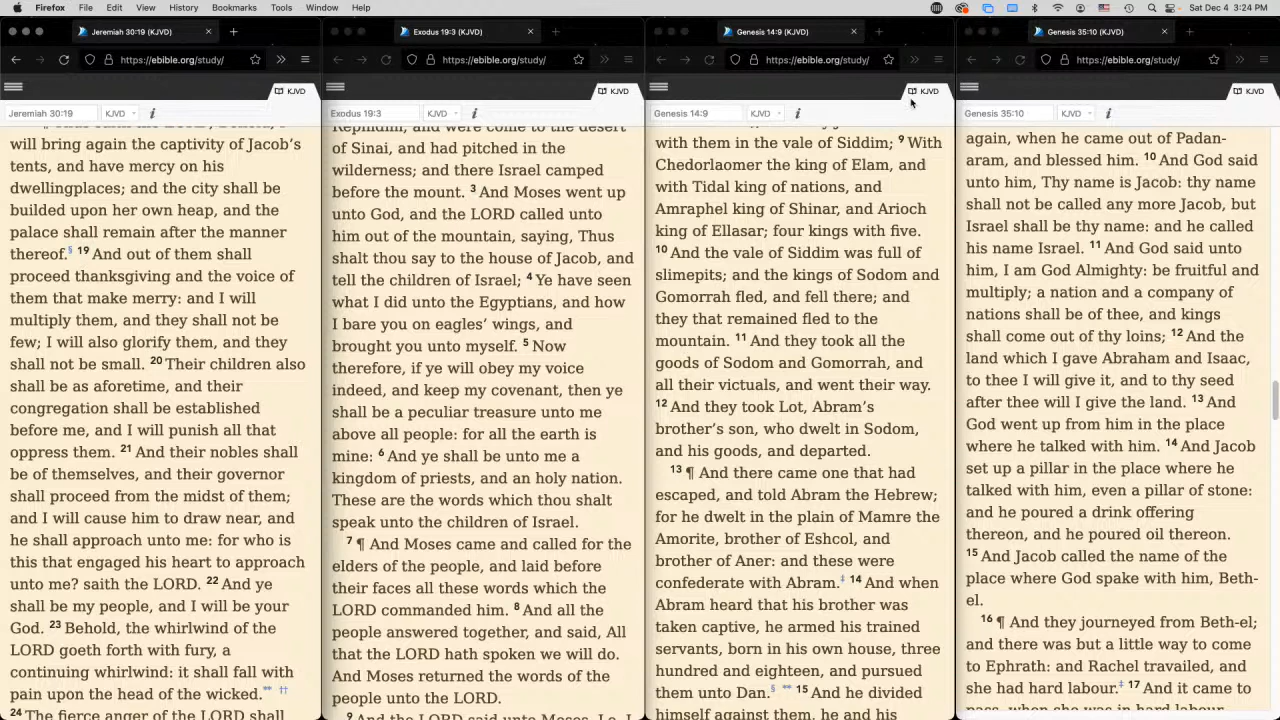 Firefox File Edit View History Bookmarks Tools Window Help Sat Dec 4 3:24 PM
Jeremiah 30:19 (KJVD)
https://ebible.org/study/
KJVD
Jeremiah 30:19 KJVD i
will bring again the captivity of Jacob’s
tents, and have mercy on his
dwellingplaces; and the city shall be
builded upon her own heap, and the
palace shall remain after the manner
thereof.§ 19 And out of them shall
proceed thanksgiving and the voice of
them that make merry: and I will
multiply them, and they shall not be
few; I will also glorify them, and they
shall not be small. 20 Their children also
shall be as aforetime, and their
congregation shall be established
before me, and I will punish all that
oppress them. 21 And their nobles shall
be of themselves, and their governor
shall proceed from the midst of them;
and I will cause him to draw near, and
he shall approach unto me: for who is
this that engaged his heart to approach
unto me? saith the LORD. 22 And ye
shall be my people, and I will be your
God. 23 Behold, the whirlwind of the
LORD goeth forth with fury, a
continuing whirlwind: it shall fall with
pain upon the head of the wicked.** ††
24 The fierce anger of the LORD shall
Exodus 19:3 (KJVD)
https://ebible.org/study/
KJVD
Exodus 19:3 KJVD i
Rephidim, and were come to the desert
of Sinai, and had pitched in the
wilderness; and there Israel camped
before the mount. 3 And Moses went up
unto God, and the LORD called unto
him out of the mountain, saying, Thus
shalt thou say to the house of Jacob, and
tell the children of Israel; 4 Ye have seen
what I did unto the Egyptians, and how
I bare you on eagles’ wings, and
brought you unto myself. 5 Now
therefore, if ye will obey my voice
indeed, and keep my covenant, then ye
shall be a peculiar treasure unto me
above all people: for all the earth is
mine: 6 And ye shall be unto me a
kingdom of priests, and an holy nation.
These are the words which thou shalt
speak unto the children of Israel.
7 ¶ And Moses came and called for the
elders of the people, and laid before
their faces all these words which the
LORD commanded him. 8 And all the
people answered together, and said, All
that the LORD hath spoken we will do.
And Moses returned the words of the
people unto the LORD.
9 And the LORD said unto Moses, Lo, I
Genesis 14:9 (KJVD)
https://ebible.org/study/
KJVD
Genesis 14:9 KJVD i
with them in the vale of Siddim; 9 With
Chedorlaomer the king of Elam, and
with Tidal king of nations, and
Amraphel king of Shinar, and Arioch
king of Ellasar; four kings with five.
10 And the vale of Siddim was full of
slimepits; and the kings of Sodom and
Gomorrah fled, and fell there; and
they that remained fled to the
mountain. 11 And they took all the
goods of Sodom and Gomorrah, and
all their victuals, and went their way.
12 And they took Lot, Abram’s
brother’s son, who dwelt in Sodom,
and his goods, and departed.
13 ¶ And there came one that had
escaped, and told Abram the Hebrew;
for he dwelt in the plain of Mamre the
Amorite, brother of Eshcol, and
brother of Aner: and these were
confederate with Abram.‡ 14 And when
Abram heard that his brother was
taken captive, he armed his trained
servants, born in his own house, three
hundred and eighteen, and pursued
them unto Dan.§ ** 15 And he divided
himself against them, he and his
Genesis 35:10 (KJVD)
https://ebible.org/study/
KJVD
Genesis 35:10 KJVD i
again, when he came out of Padan-
aram, and blessed him. 10 And God said
unto him, Thy name is Jacob: thy name
shall not be called any more Jacob, but
Israel shall be thy name: and he called
his name Israel. 11 And God said unto
him, I am God Almighty: be fruitful and
multiply; a nation and a company of
nations shall be of thee, and kings
shall come out of thy loins; 12 And the
land which I gave Abraham and Isaac,
to thee I will give it, and to thy seed
after thee will I give the land. 13 And
God went up from him in the place
where he talked with him. 14 And Jacob
set up a pillar in the place where he
talked with him, even a pillar of stone:
and he poured a drink offering
thereon, and he poured oil thereon.
15 And Jacob called the name of the
place where God spake with him, Beth-
el.
16 ¶ And they journeyed from Beth-el;
and there was but a little way to come
to Ephrath: and Rachel travailed, and
she had hard labour.‡ 17 And it came to
pass, when she was in hard labour